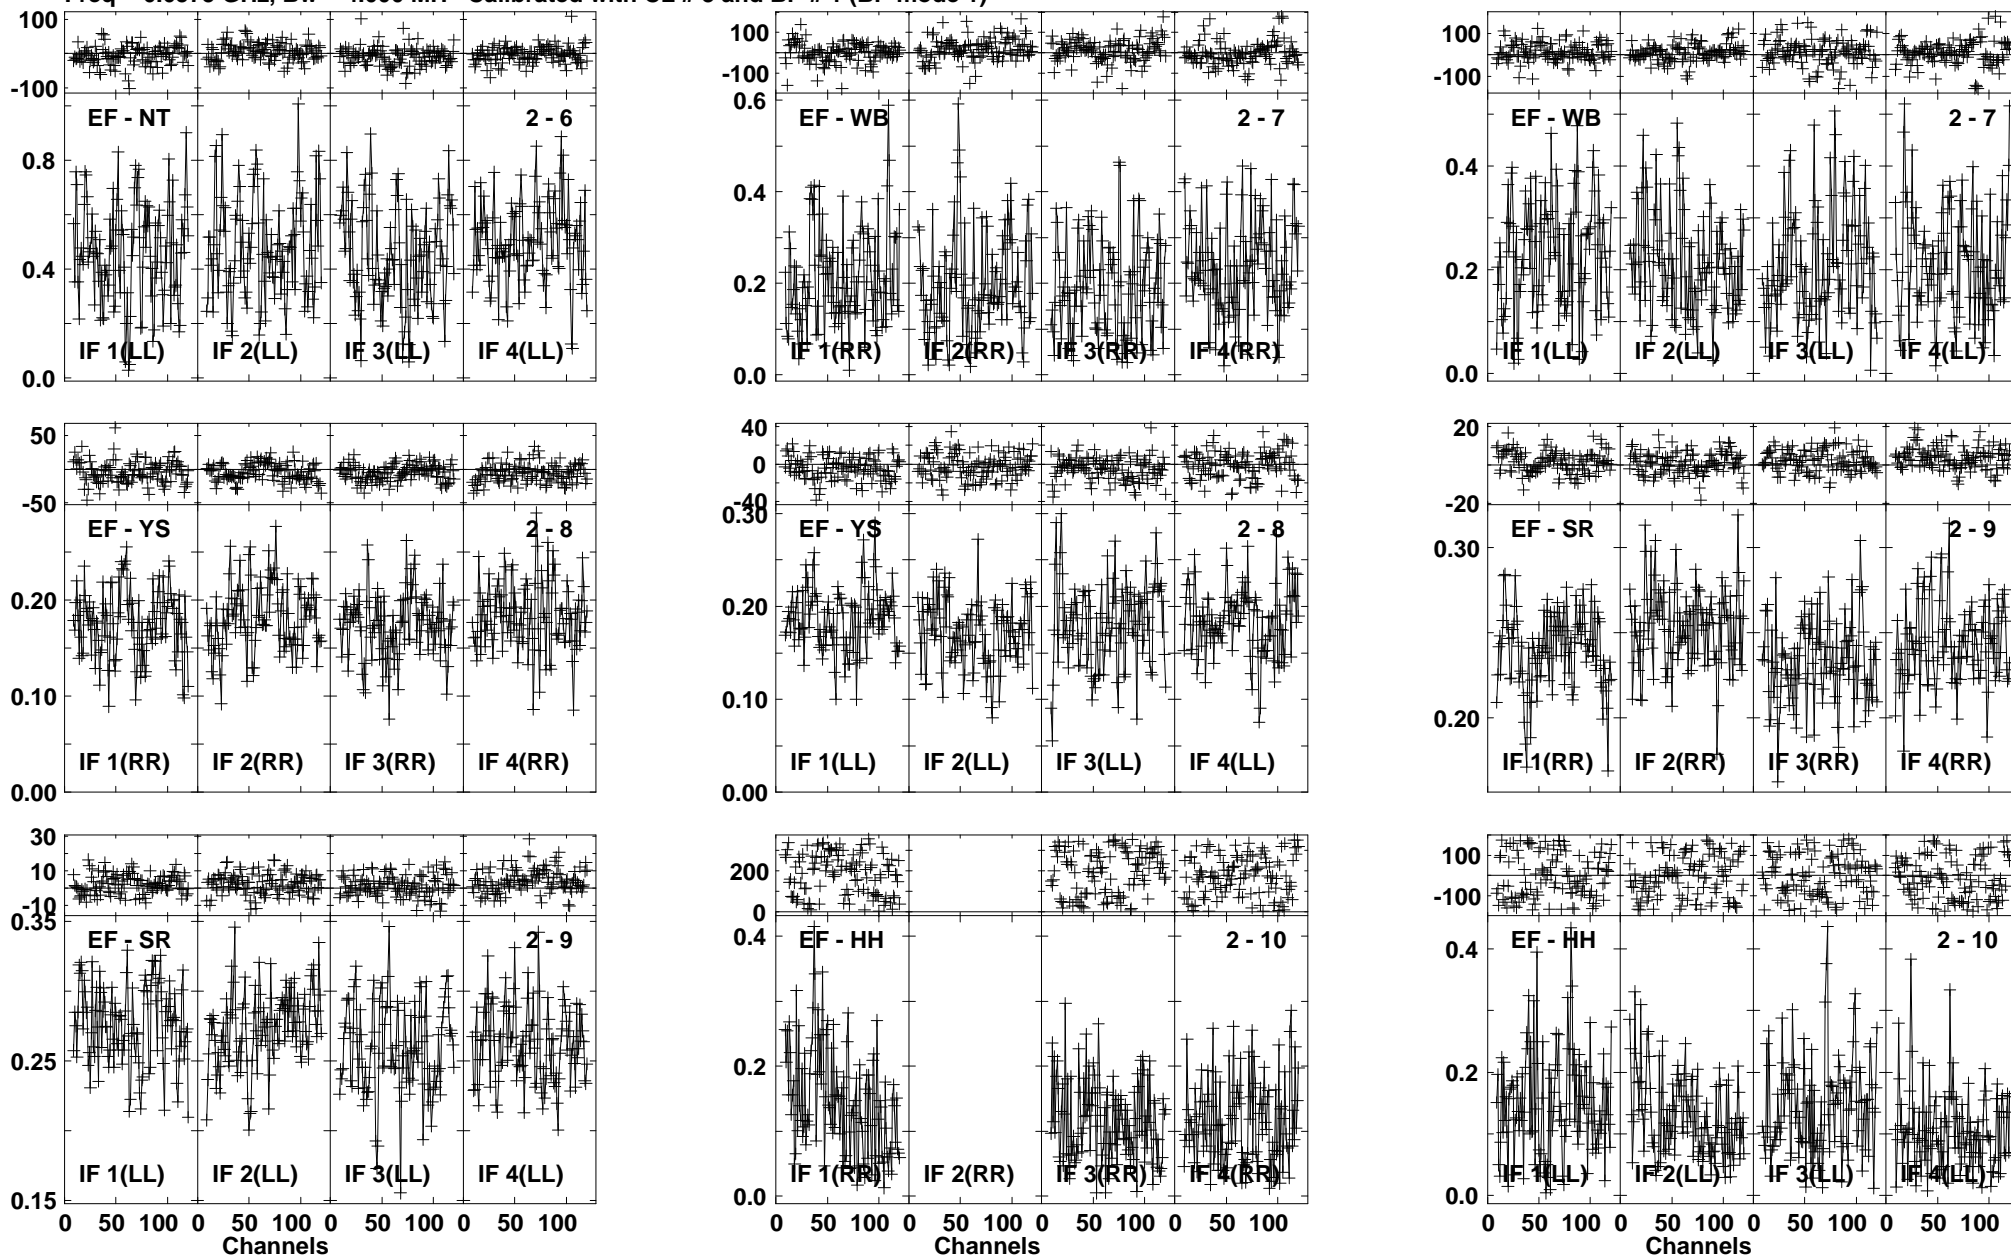 100
-100
EF - NT 2 - 6
0.8
0.4
0.0
IF 1(LL) IF 2(LL) IF 3(LL) IF 4(LL)
100
-100
0.6
EF - WB 2 - 7
0.4
0.2
0.0
IF 1(RR) IF 2(RR) IF 3(RR) IF 4(RR)
100
-100
EF - WB 2 - 7
0.4
0.2
0.0
IF 1(LL) IF 2(LL) IF 3(LL) IF 4(LL)
50
-50
EF - YS 2 - 8
0.20
0.10
0.00
IF 1(RR) IF 2(RR) IF 3(RR) IF 4(RR)
40
0
-40
0.30
EF - YS 2 - 8
0.20
0.10
0.00
IF 1(LL) IF 2(LL) IF 3(LL) IF 4(LL)
20
-20
EF - SR 2 - 9
0.30
0.20
IF 1(RR) IF 2(RR) IF 3(RR) IF 4(RR)
30
10
-10
0.35
EF - SR 2 - 9
0.25
0.15
IF 1(LL) IF 2(LL) IF 3(LL) IF 4(LL)
0 50 100 0 50 100 0 50 100 0 50 100
Channels
200
0
0.4
EF - HH 2 - 10
0.2
0.0
IF 1(RR) IF 2(RR) IF 3(RR) IF 4(RR)
0 50 100 0 50 100 0 50 100 0 50 100
Channels
100
-100
EF - HH 2 - 10
0.4
0.2
0.0
IF 1(LL) IF 2(LL) IF 3(LL) IF 4(LL)
0 50 100 0 50 100 0 50 100 0 50 100
Channels